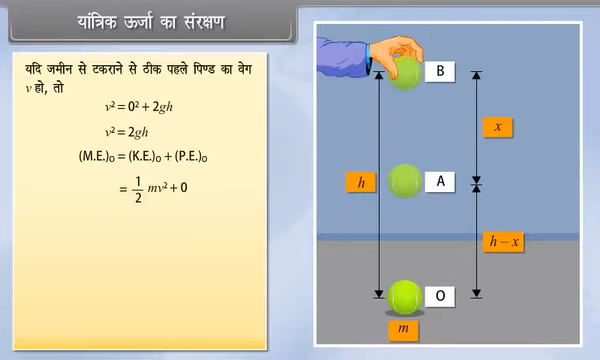 यांत्रिक ऊर्जा का संरक्षण
यदि जमीन से टकराने से ठीक पहले पिण्ड का वेग
v हो, तो
v² = 0² + 2gh
v² = 2gh
(M.E.)₀ = (K.E.)₀ + (P.E.)₀
= 1/2 mv² + 0
B
x
h
A
h – x
O
m